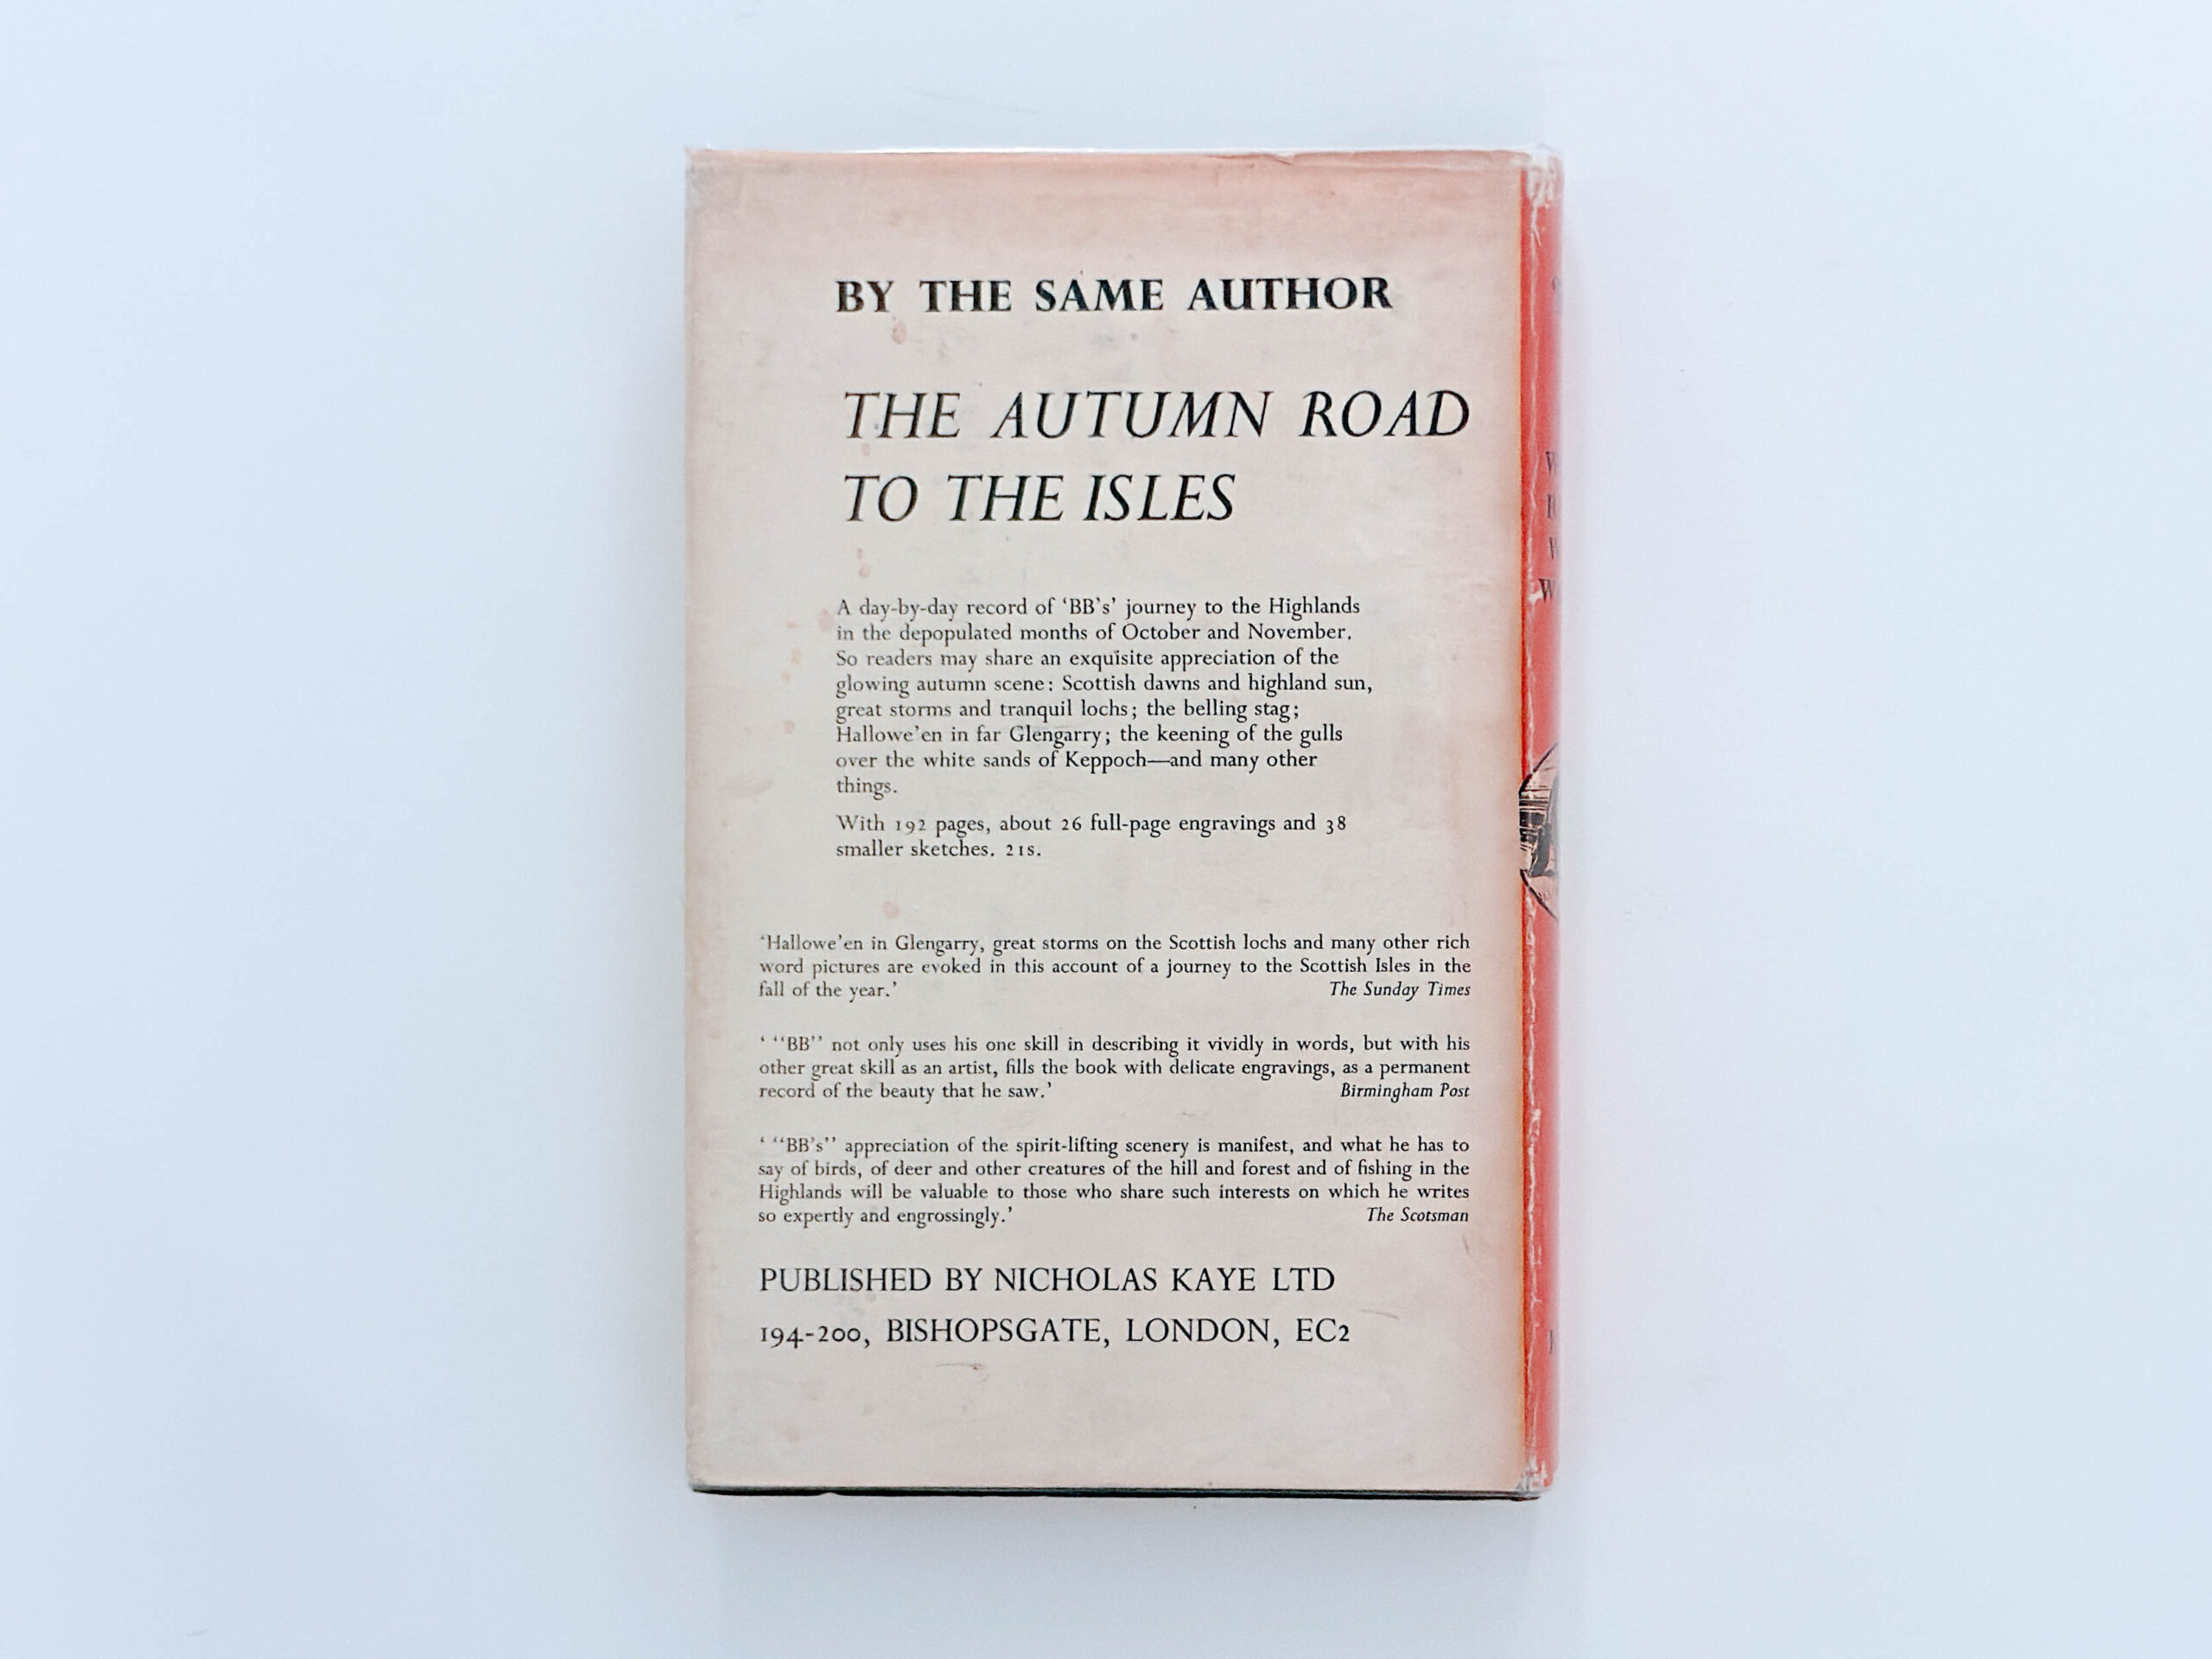 BY THE SAME AUTHOR
THE AUTUMN ROAD
TO THE ISLES
A day-by-day record of ‘BB’s’ journey to the Highlands
in the depopulated months of October and November.
So readers may share an exquisite appreciation of the
glowing autumn scene: Scottish dawns and highland sun,
great storms and tranquil lochs; the belling stag;
Hallowe’en in far Glengarry; the keening of the gulls
over the white sands of Keppoch—and many other
things.
With 192 pages, about 26 full-page engravings and 38
smaller sketches. 21s.
‘Hallowe’en in Glengarry, great storms on the Scottish lochs and many other rich
word pictures are evoked in this account of a journey to the Scottish Isles in the
fall of the year.’ The Sunday Times
‘ “BB” not only uses his one skill in describing it vividly in words, but with his
other great skill as an artist, fills the book with delicate engravings, as a permanent
record of the beauty that he saw.’ Birmingham Post
‘ “BB’s” appreciation of the spirit-lifting scenery is manifest, and what he has to
say of birds, of deer and other creatures of the hill and forest and of fishing in the
Highlands will be valuable to those who share such interests on which he writes
so expertly and engrossingly.’ The Scotsman
PUBLISHED BY NICHOLAS KAYE LTD
194-200, BISHOPSGATE, LONDON, EC2